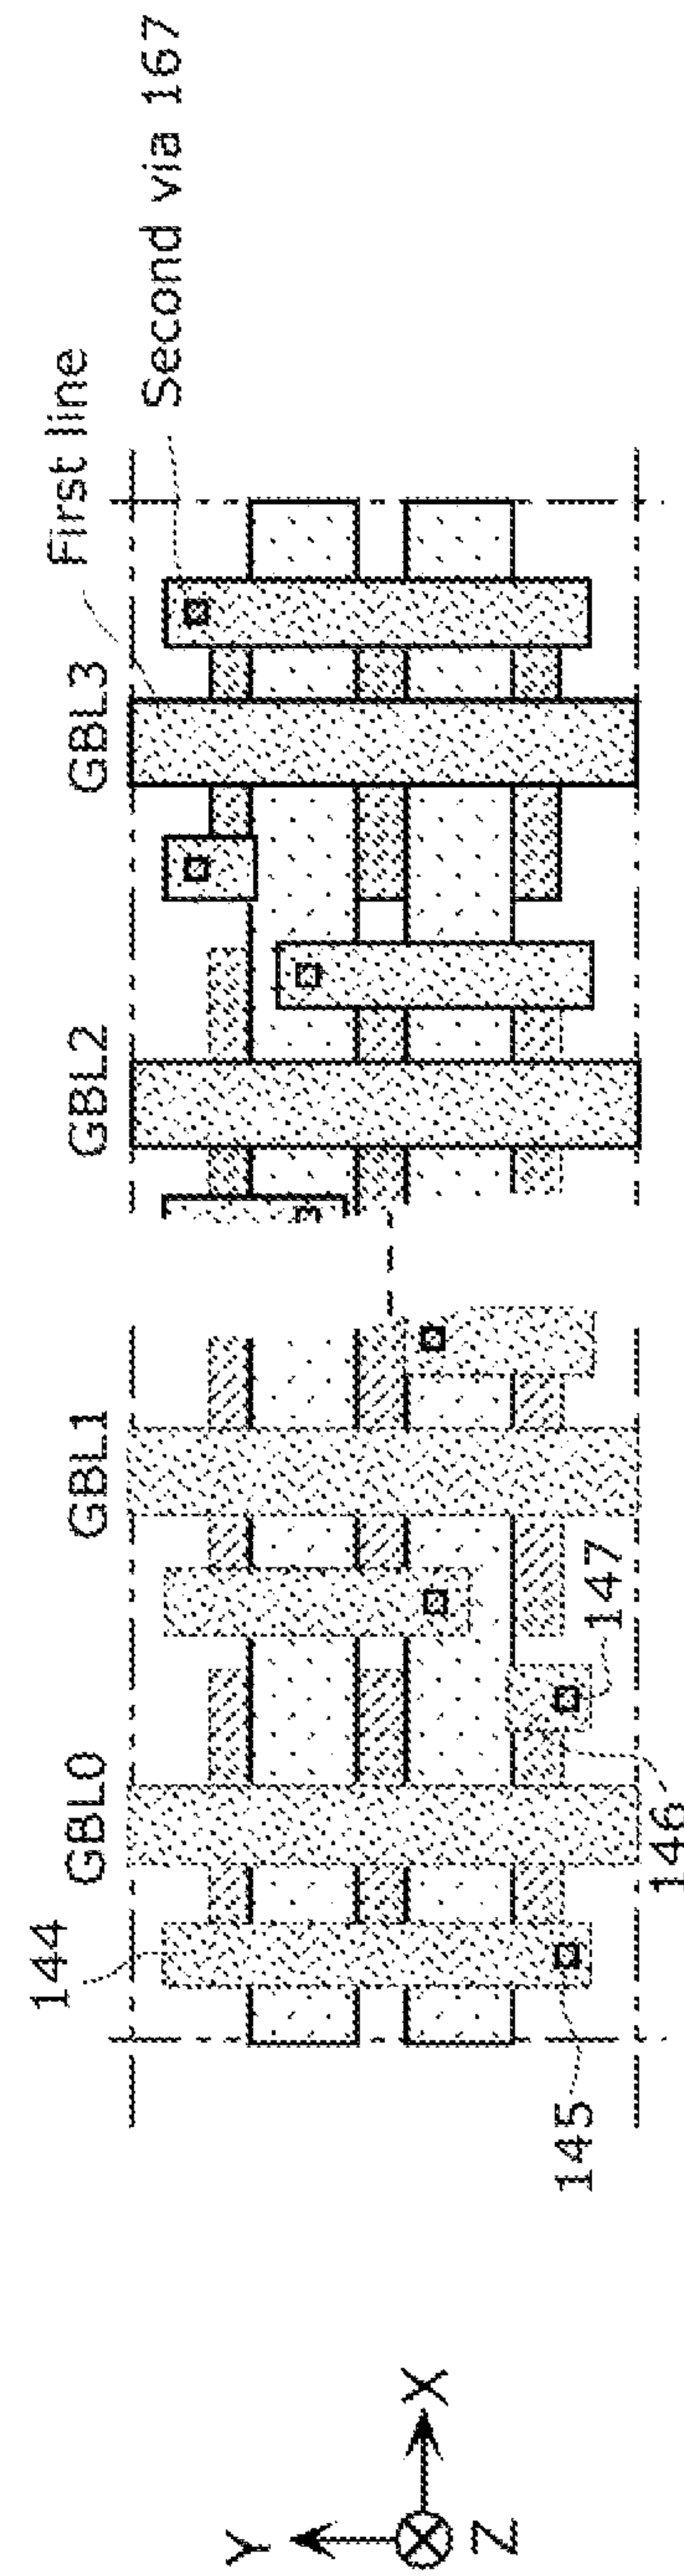 First line
Second via 167
GBL0
GBL1
GBL2
GBL3
144
145
146
147
Y
X
Z